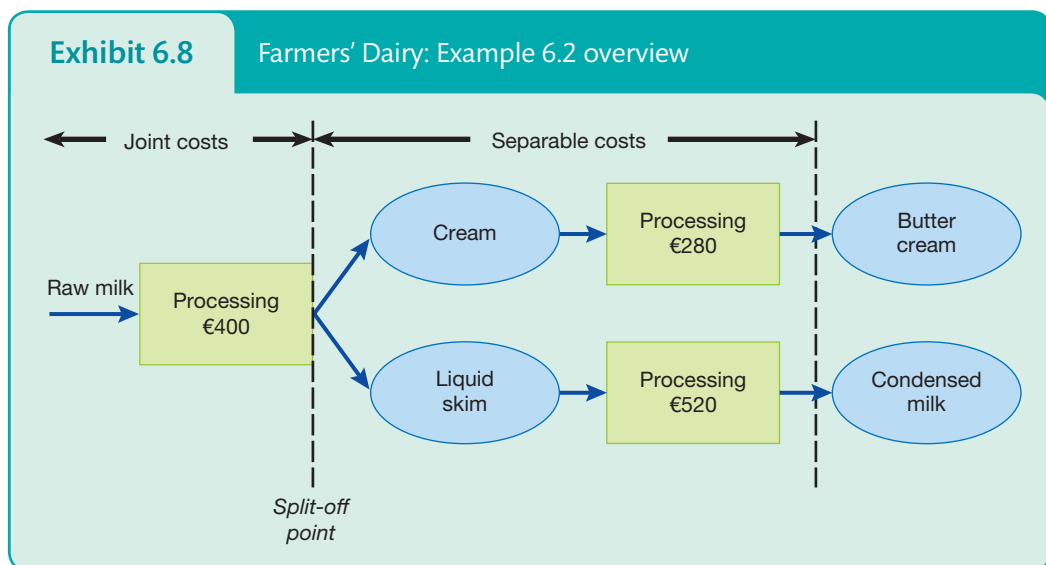 Exhibit 6.8
Farmers’ Dairy: Example 6.2 overview
Joint costs
Separable costs
Raw milk
Processing
€400
Cream
Processing
€280
Butter
cream
Liquid
skim
Processing
€520
Condensed
milk
Split-off
point